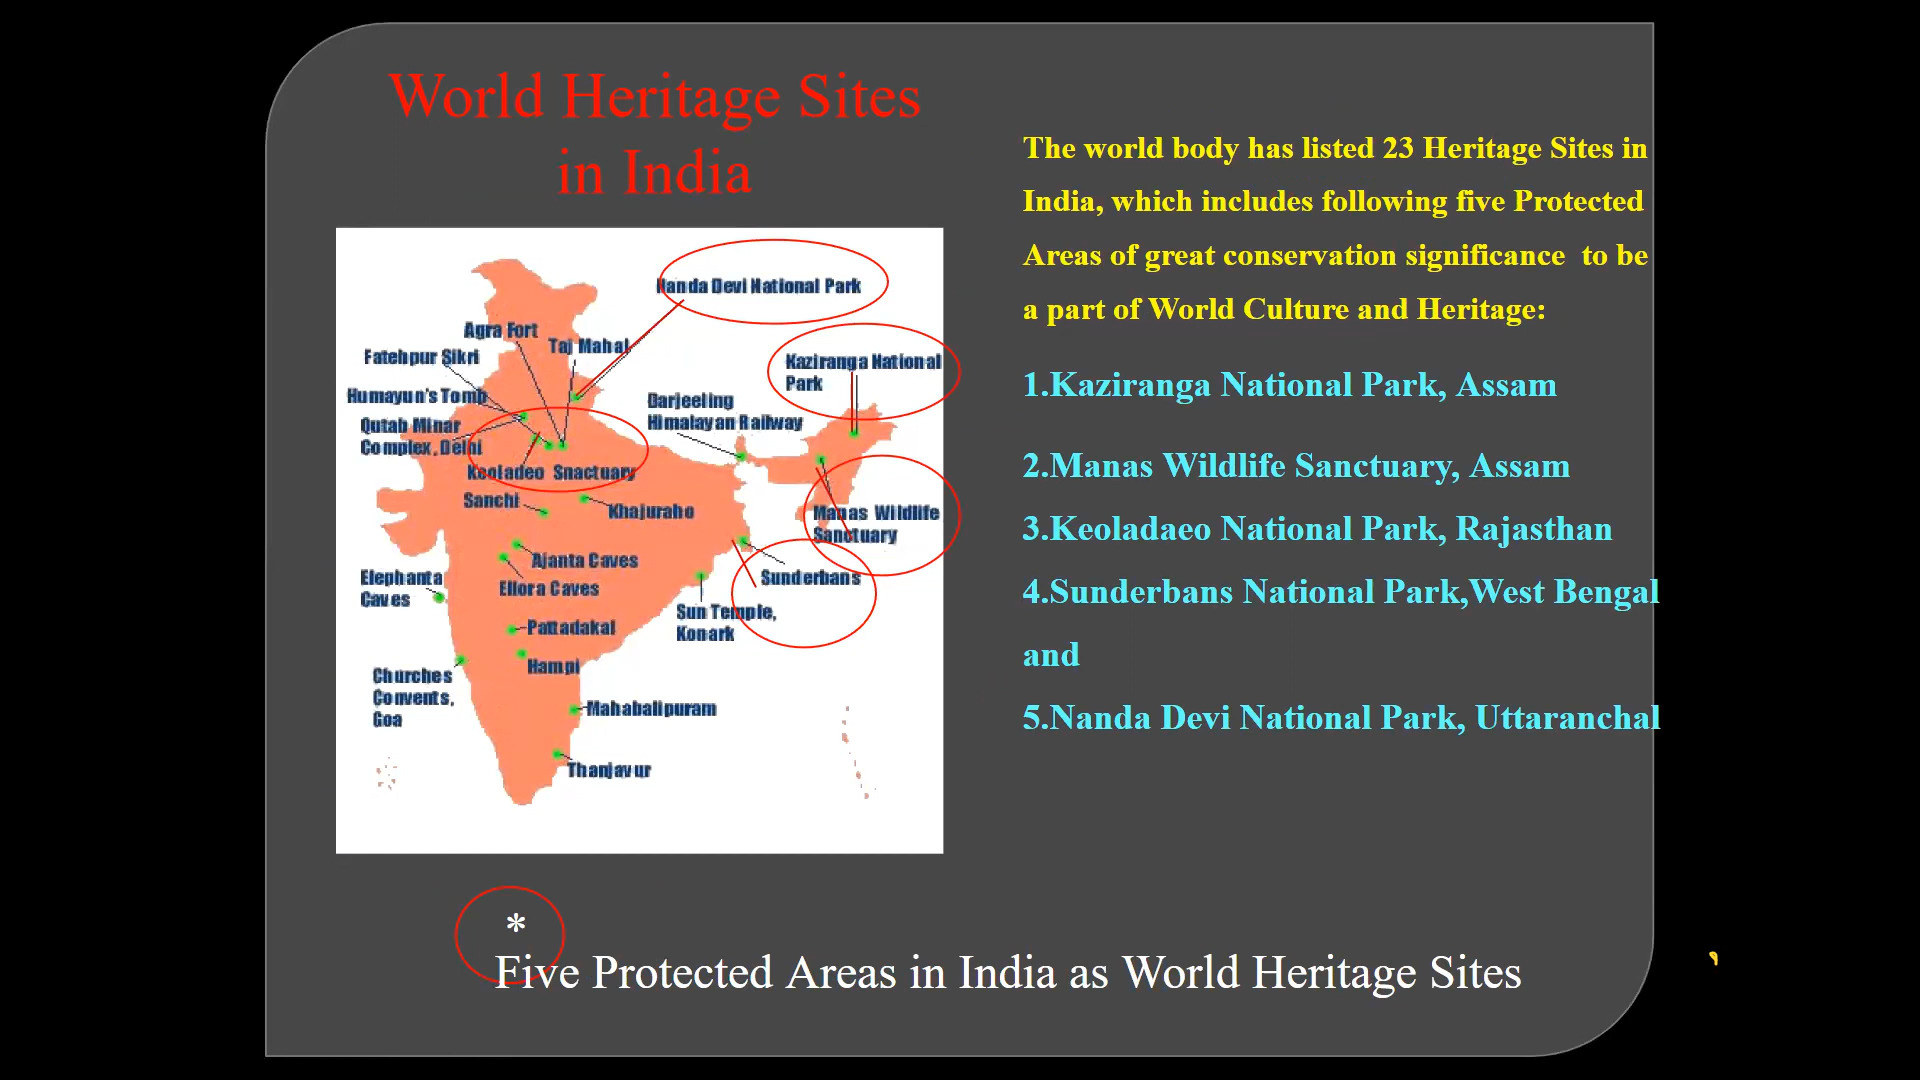 World Heritage Sites
in India
Nanda Devi National Park
Agra Fort
Taj Mahal
Fatehpur Sikri
Kaziranga National
Park
Humayun's Tomb
Darjeeling
Himalayan Railway
Qutab Minar
Complex, Delhi
Keoladeo Snactuary
Sanchi
Khajuraho
Manas Wildlife
Sanctuary
Ajanta Caves
Ellora Caves
Elephanta
Caves
Sunderbans
Sun Temple,
Konark
Pattadakal
Hampi
Churches
Convents,
Goa
Mahabalipuram
Thanjavur
The world body has listed 23 Heritage Sites in
India, which includes following five Protected
Areas of great conservation significance to be
a part of World Culture and Heritage:
1.Kaziranga National Park, Assam
2.Manas Wildlife Sanctuary, Assam
3.Keoladaeo National Park, Rajasthan
4.Sunderbans National Park,West Bengal
and
5.Nanda Devi National Park, Uttaranchal
*
Five Protected Areas in India as World Heritage Sites